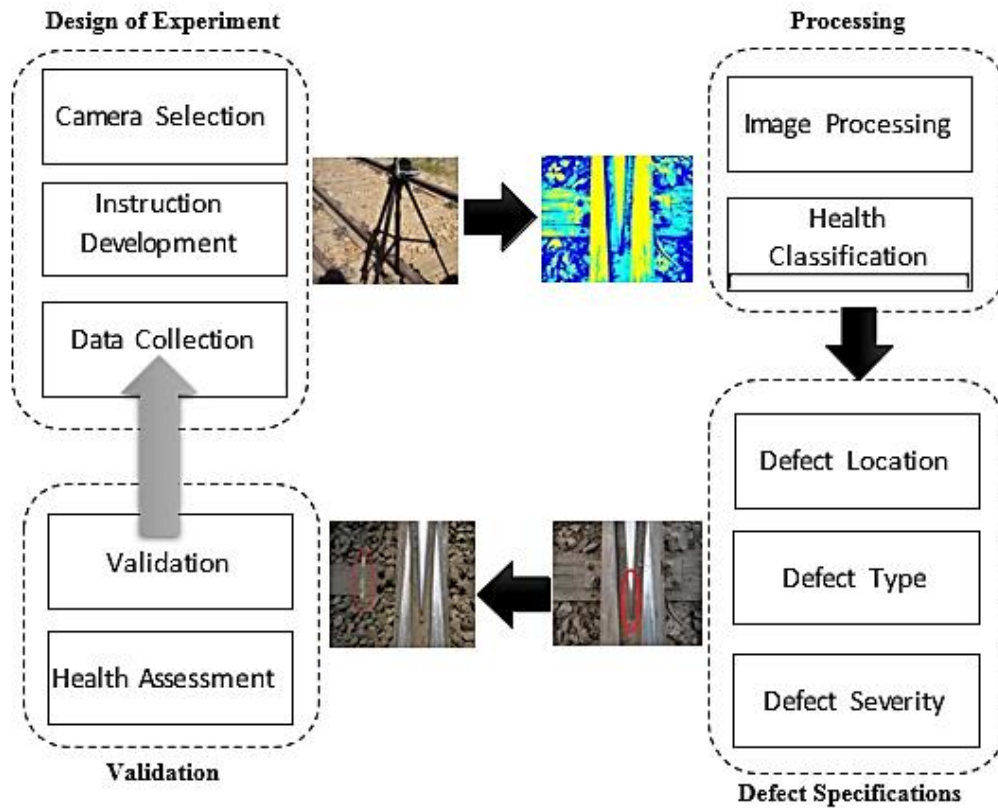 Design of Experiment
Camera Selection
Instruction
Development
Data Collection
Processing
Image Processing
Health
Classification
Defect Location
Defect Type
Defect Severity
Defect Specifications
Validation
Health Assessment
Validation